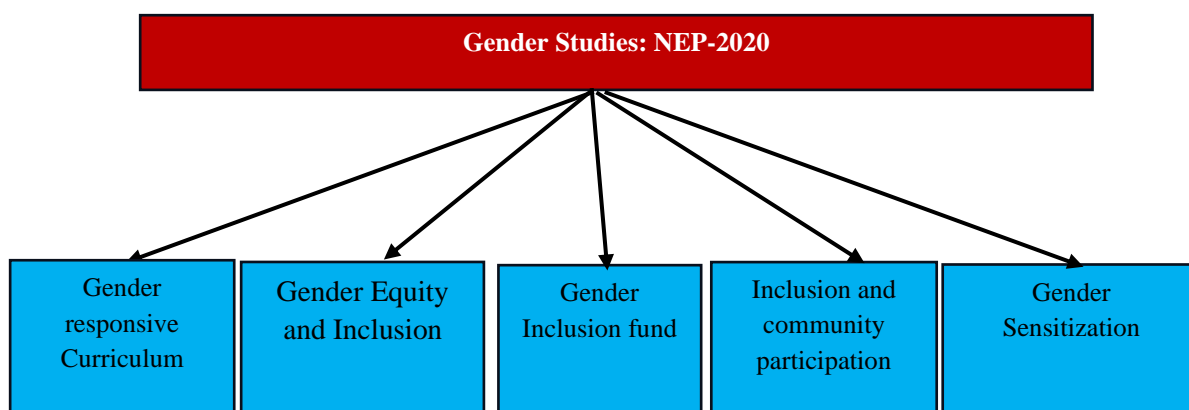 Gender Studies: NEP-2020
Gender
responsive
Curriculum
Gender Equity
and Inclusion
Gender
Inclusion fund
Inclusion and
community
participation
Gender
Sensitization